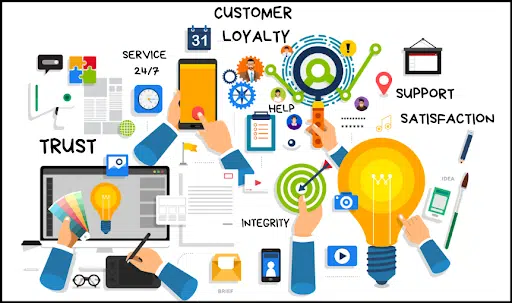 CUSTOMER
LOYALTY
31
SERVICE
24/7
HELP
SUPPORT
SATISFACTION
TRUST
INTEGRITY
IDEA
BRIEF